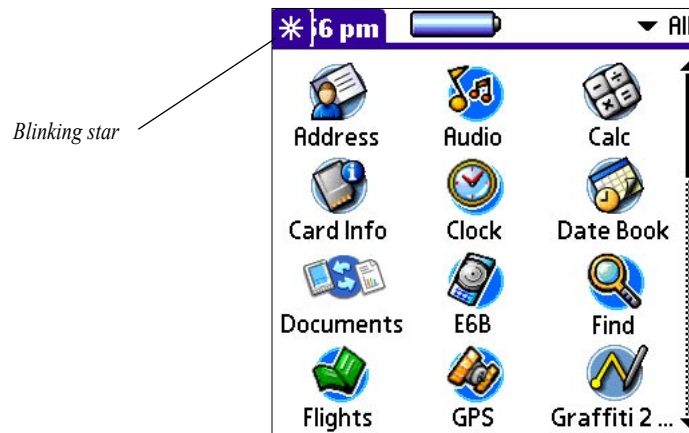 6 pm All
Blinking star
Address Audio Calc
Card Info Clock Date Book
Documents E6B Find
Flights GPS Graffiti 2 ...